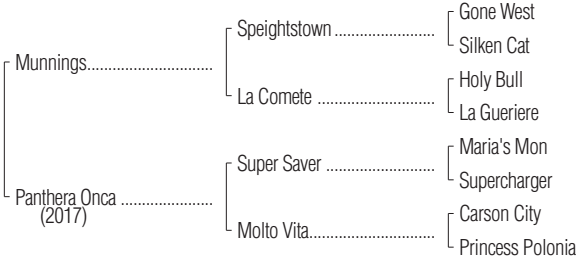 Gone West
Speightstown
Silken Cat
Munnings
Holy Bull
La Comete
La Gueriere
Maria's Mon
Super Saver
Supercharger
Panthera Onca
(2017)
Carson City
Molto Vita
Princess Polonia